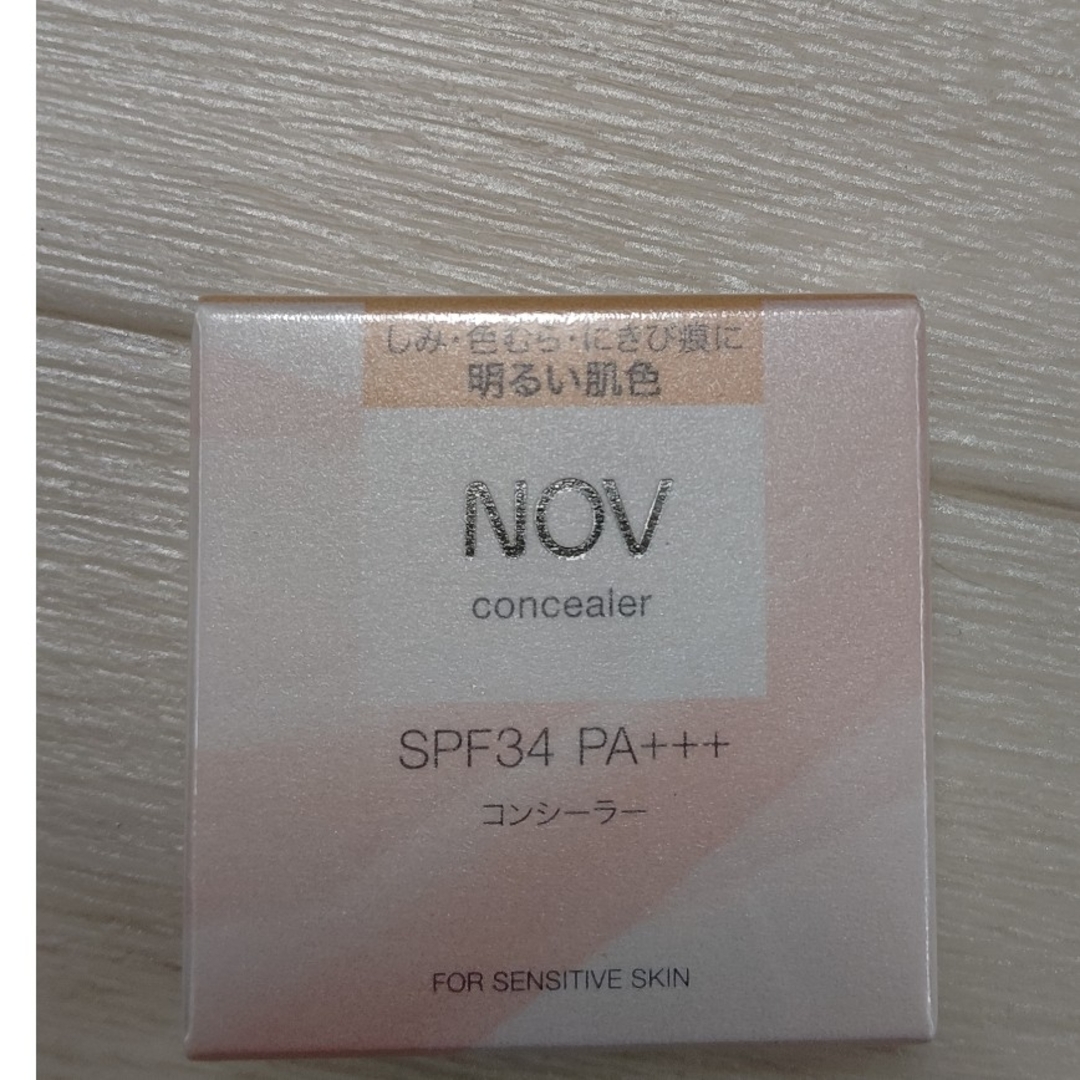 しみ・色むら・にきび痕に
明るい肌色
NOV
concealer
SPF34 PA+++
コンシーラー
FOR SENSITIVE SKIN